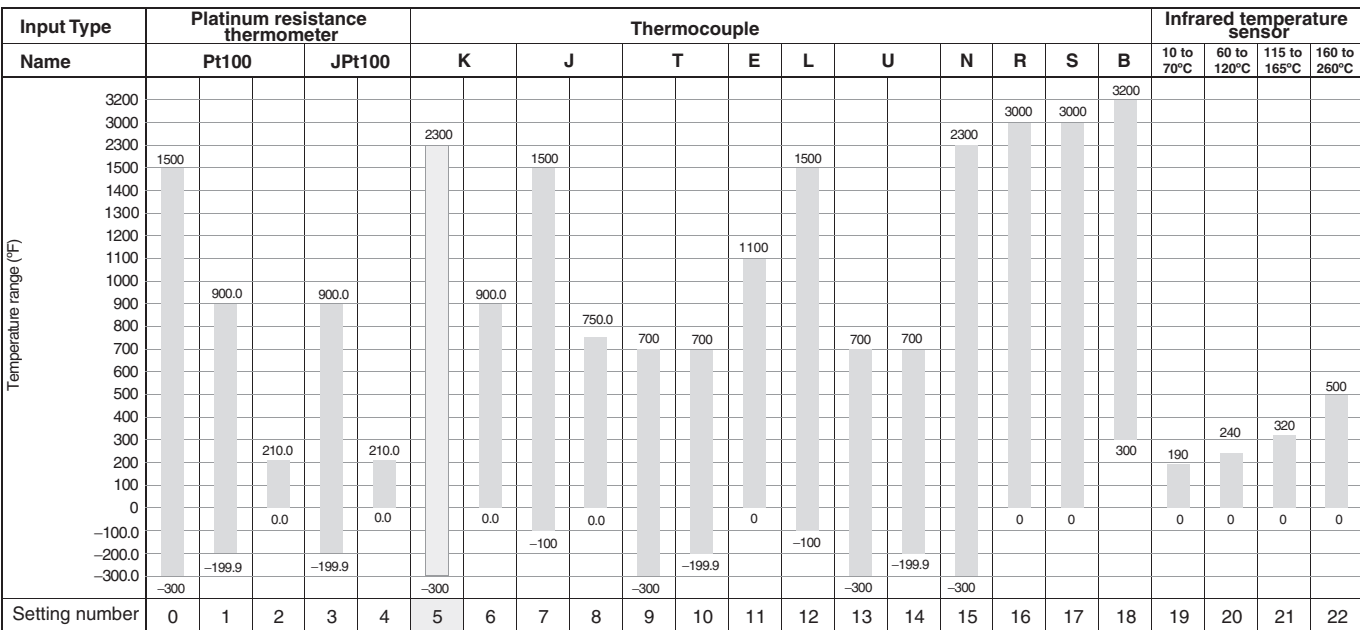 Input Type Platinum resistance thermometer Thermocouple Infrared temperature sensor
Name Pt100 JPt100 K J T E L U N R S B 10 to 70ºC 60 to 120ºC 115 to 165ºC 160 to 260ºC
Temperature range (ºF)
3200 3200
3000 3000 3000
2300 2300 2300
1500 1500 1500 1500
1400
1300
1200
1100 1100
1000
900 900.0 900.0 900.0
800 750.0
700 700 700 700 700
600
500 500
400
300 210.0 210.0 300 190 240 320
200
100
0 0.0 0.0 0.0 0.0 0 0 0 0 0 0 0
–100.0 –100 –100
–200.0 –199.9 –199.9 –199.9 –199.9
–300.0 –300 –300 –300 –300 –300
Setting number 0 1 2 3 4 5 6 7 8 9 10 11 12 13 14 15 16 17 18 19 20 21 22